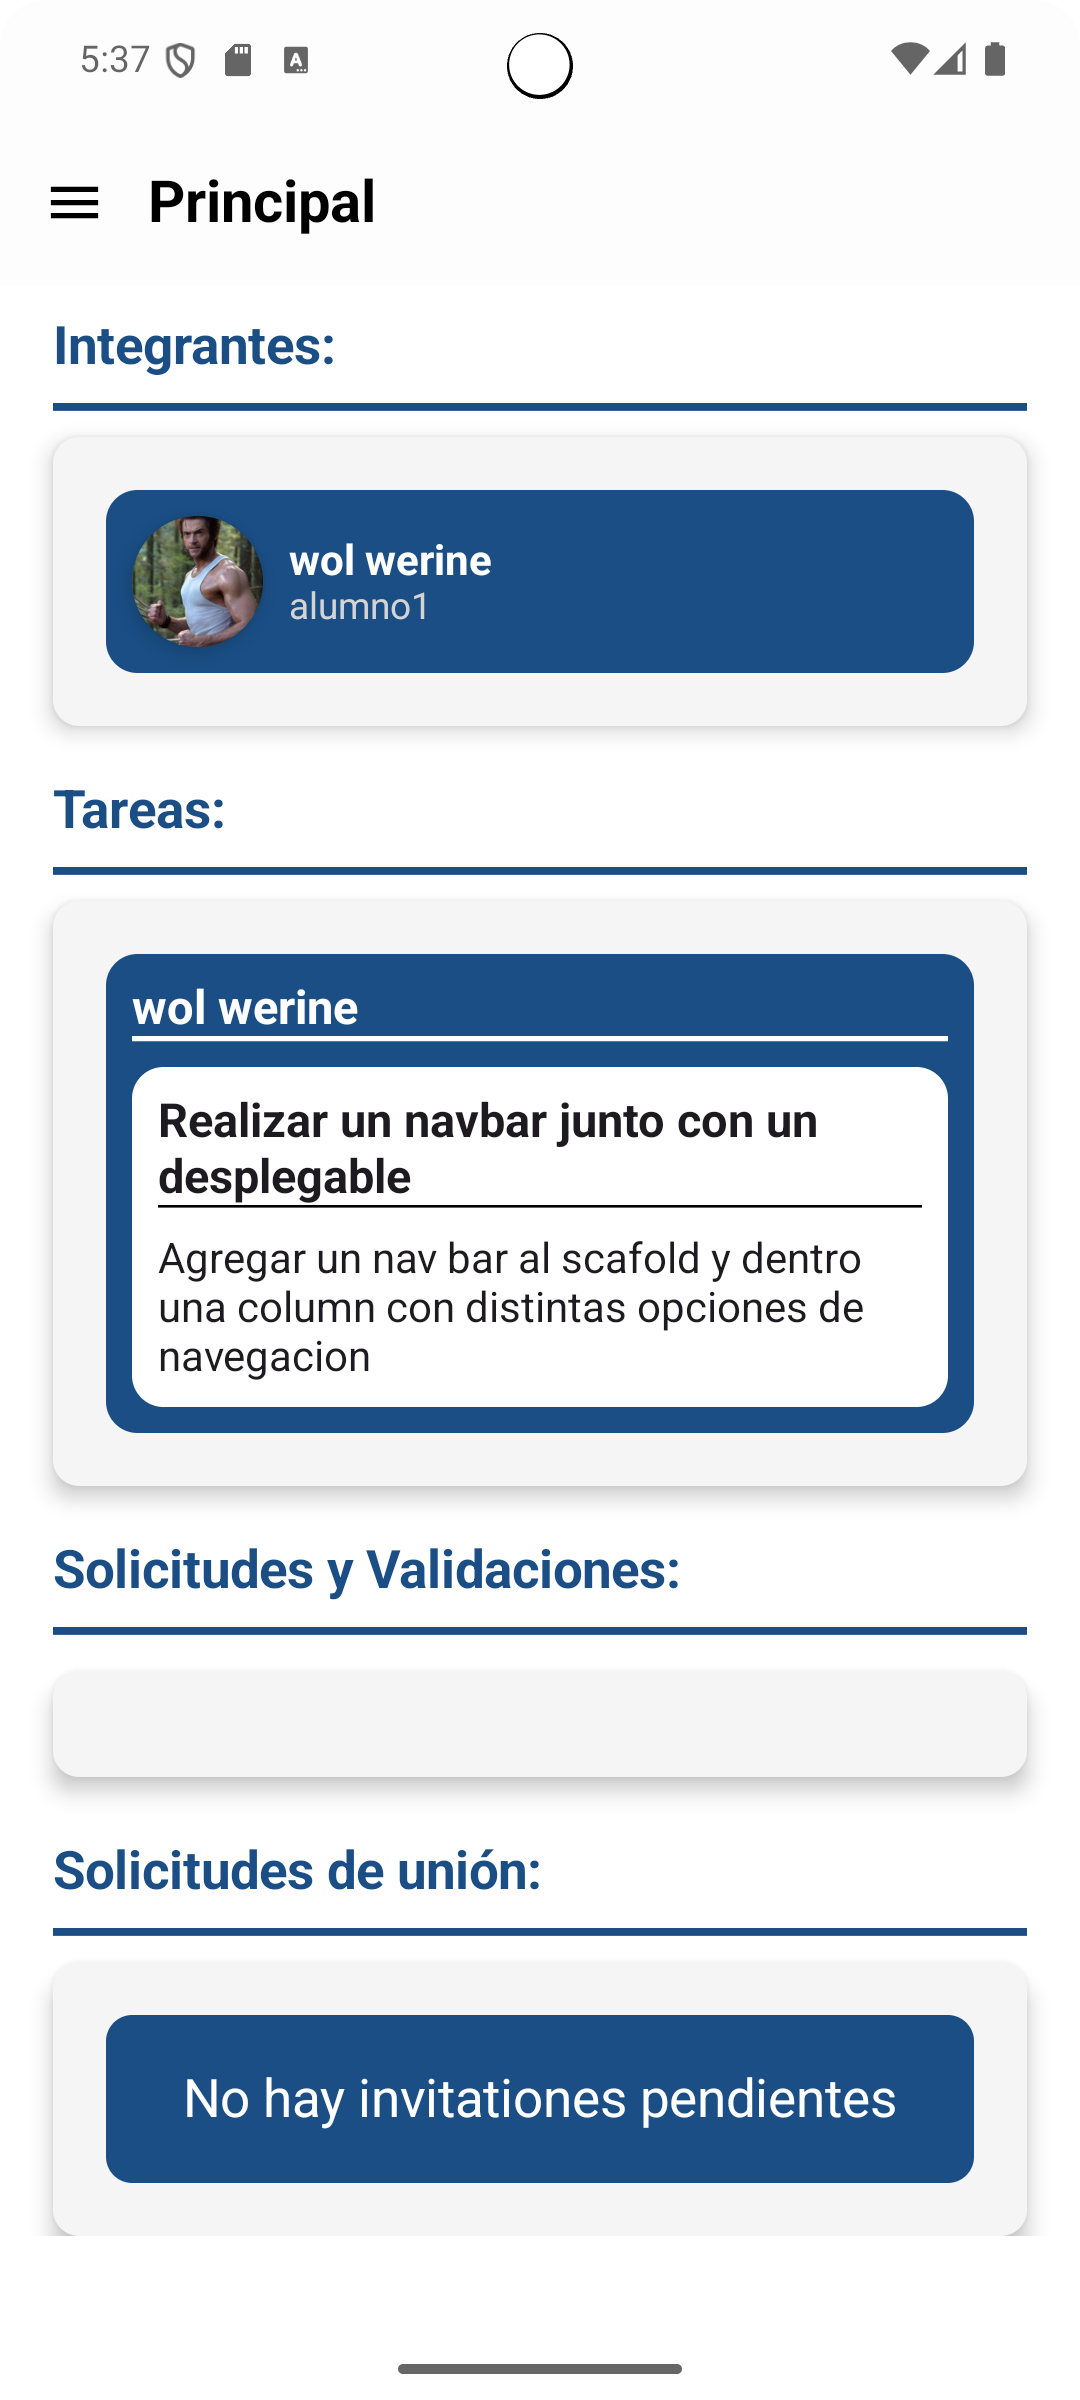 5:37
Principal
Integrantes:
wol werine
alumno1
Tareas:
wol werine
Realizar un navbar junto con un
desplegable
Agregar un nav bar al scafold y dentro
una column con distintas opciones de
navegacion
Solicitudes y Validaciones:
Solicitudes de unión:
No hay invitationes pendientes